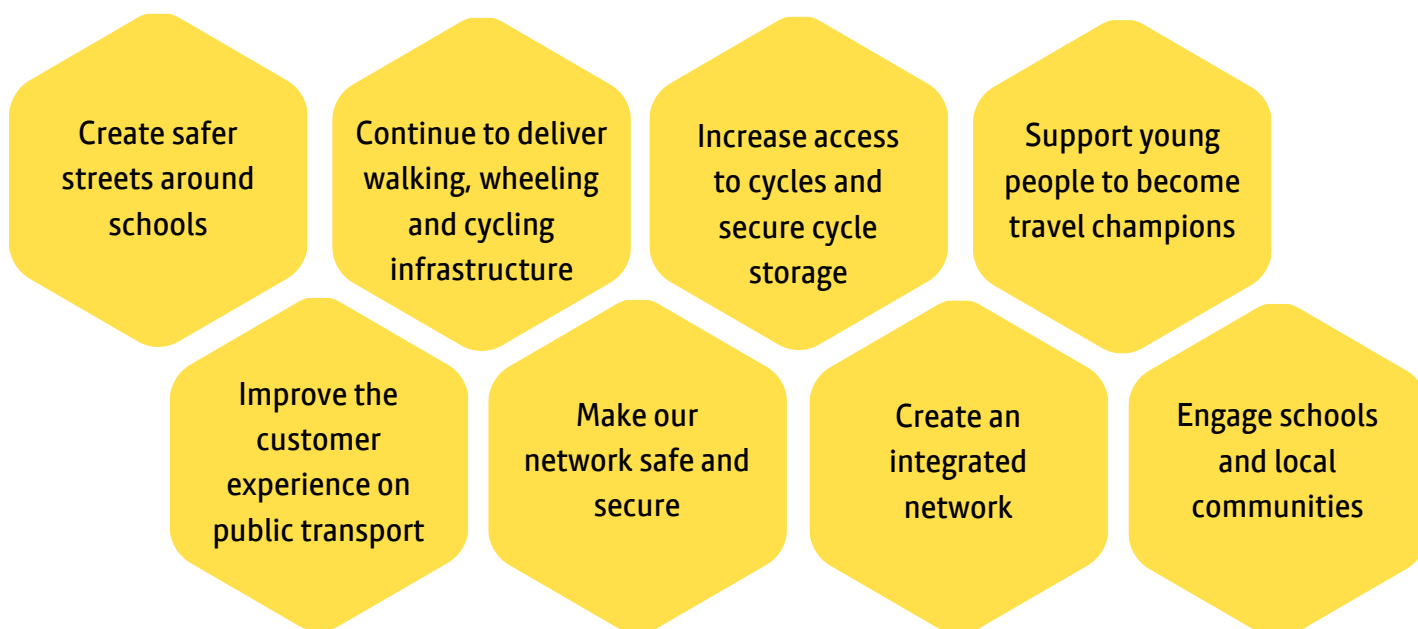 Create safer
streets around
schools
Continue to deliver
walking, wheeling
and cycling
infrastructure
Increase access
to cycles and
secure cycle
storage
Support young
people to become
travel champions
Improve the
customer
experience on
public transport
Make our
network safe and
secure
Create an
integrated
network
Engage schools
and local
communities